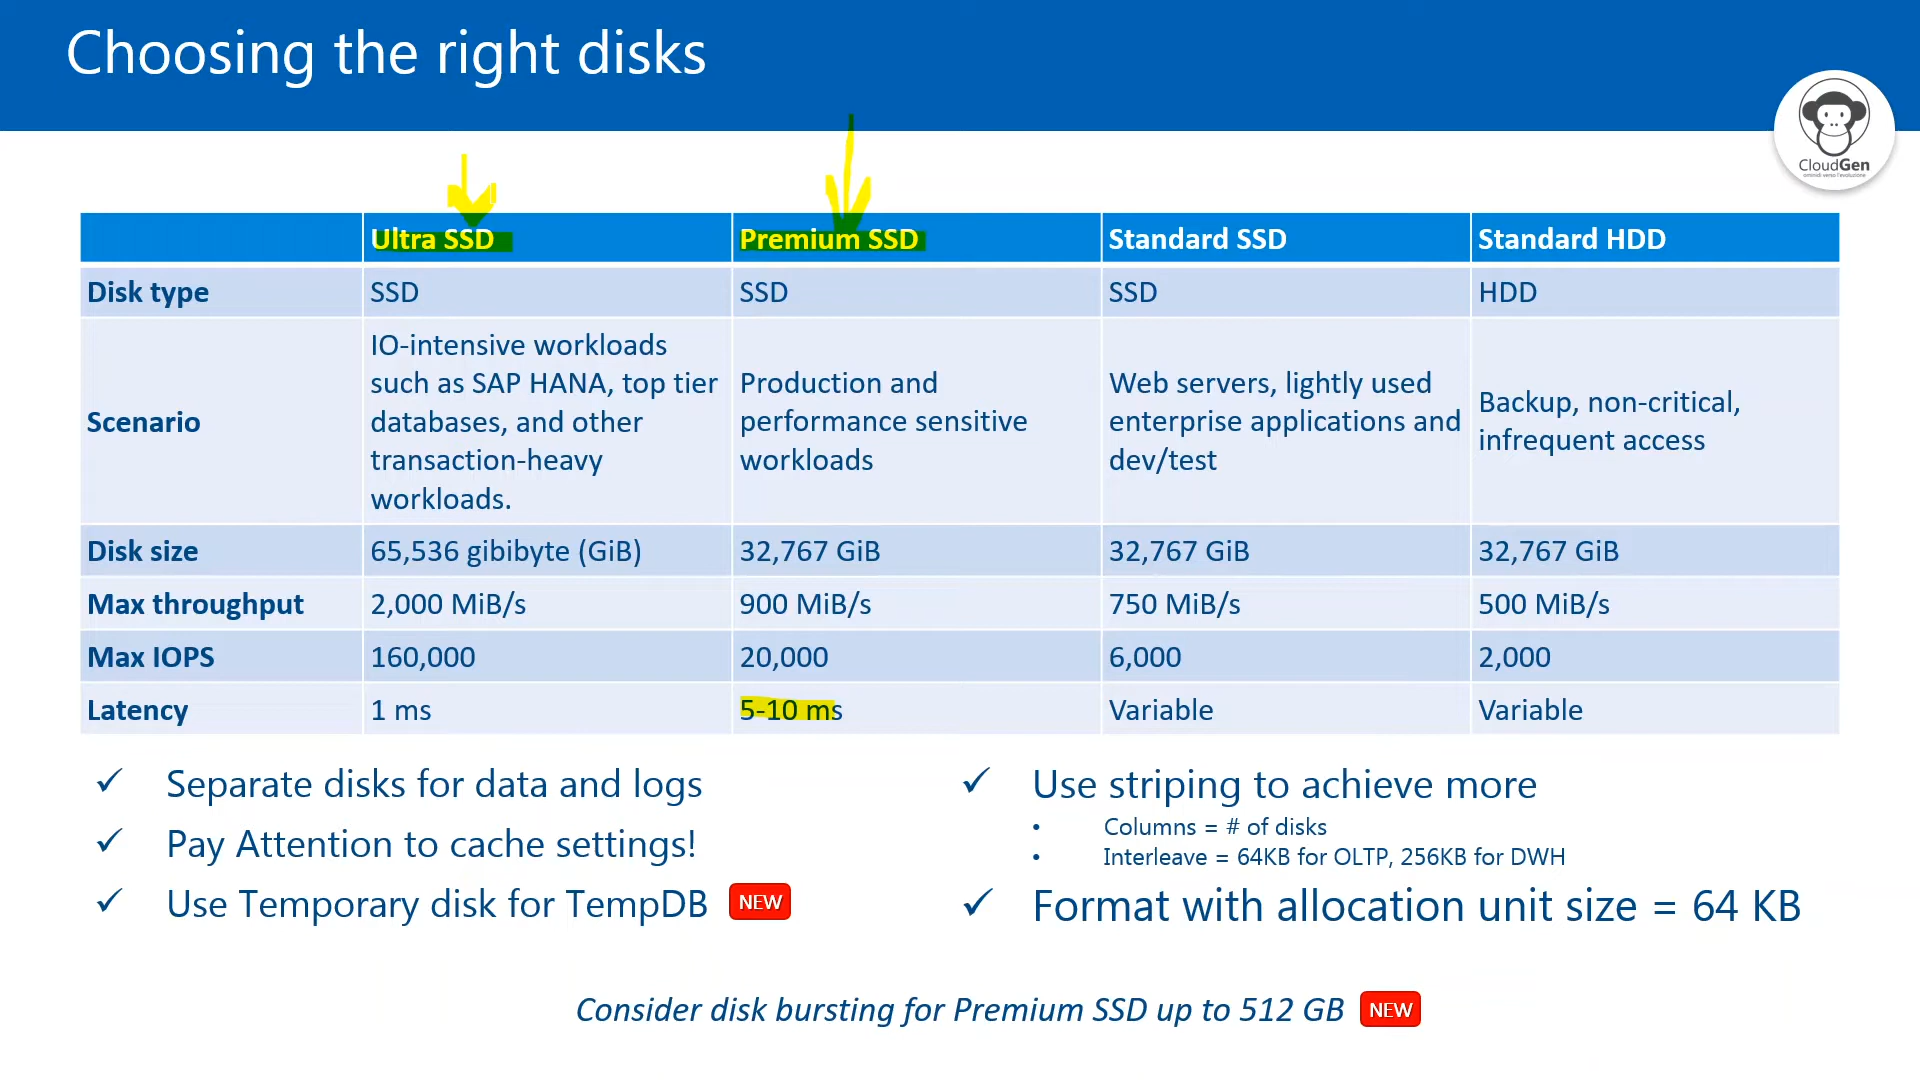 Choosing the right disks
CloudGen
Ultra SSD
Premium SSD
Standard SSD
Standard HDD
Disk type
SSD
SSD
SSD
HDD
Scenario
IO-intensive workloads
such as SAP HANA, top tier
databases, and other
transaction-heavy
workloads.
Production and
performance sensitive
workloads
Web servers, lightly used
enterprise applications and
dev/test
Backup, non-critical,
infrequent access
Disk size
65,536 gibibyte (GiB)
32,767 GiB
32,767 GiB
32,767 GiB
Max throughput
2,000 MiB/s
900 MiB/s
750 MiB/s
500 MiB/s
Max IOPS
160,000
20,000
6,000
2,000
Latency
1 ms
5-10 ms
Variable
Variable
✓ Separate disks for data and logs
✓ Pay Attention to cache settings!
✓ Use Temporary disk for TempDB NEW
✓ Use striping to achieve more
• Columns = # of disks
• Interleave = 64KB for OLTP, 256KB for DWH
✓ Format with allocation unit size = 64 KB
Consider disk bursting for Premium SSD up to 512 GB NEW